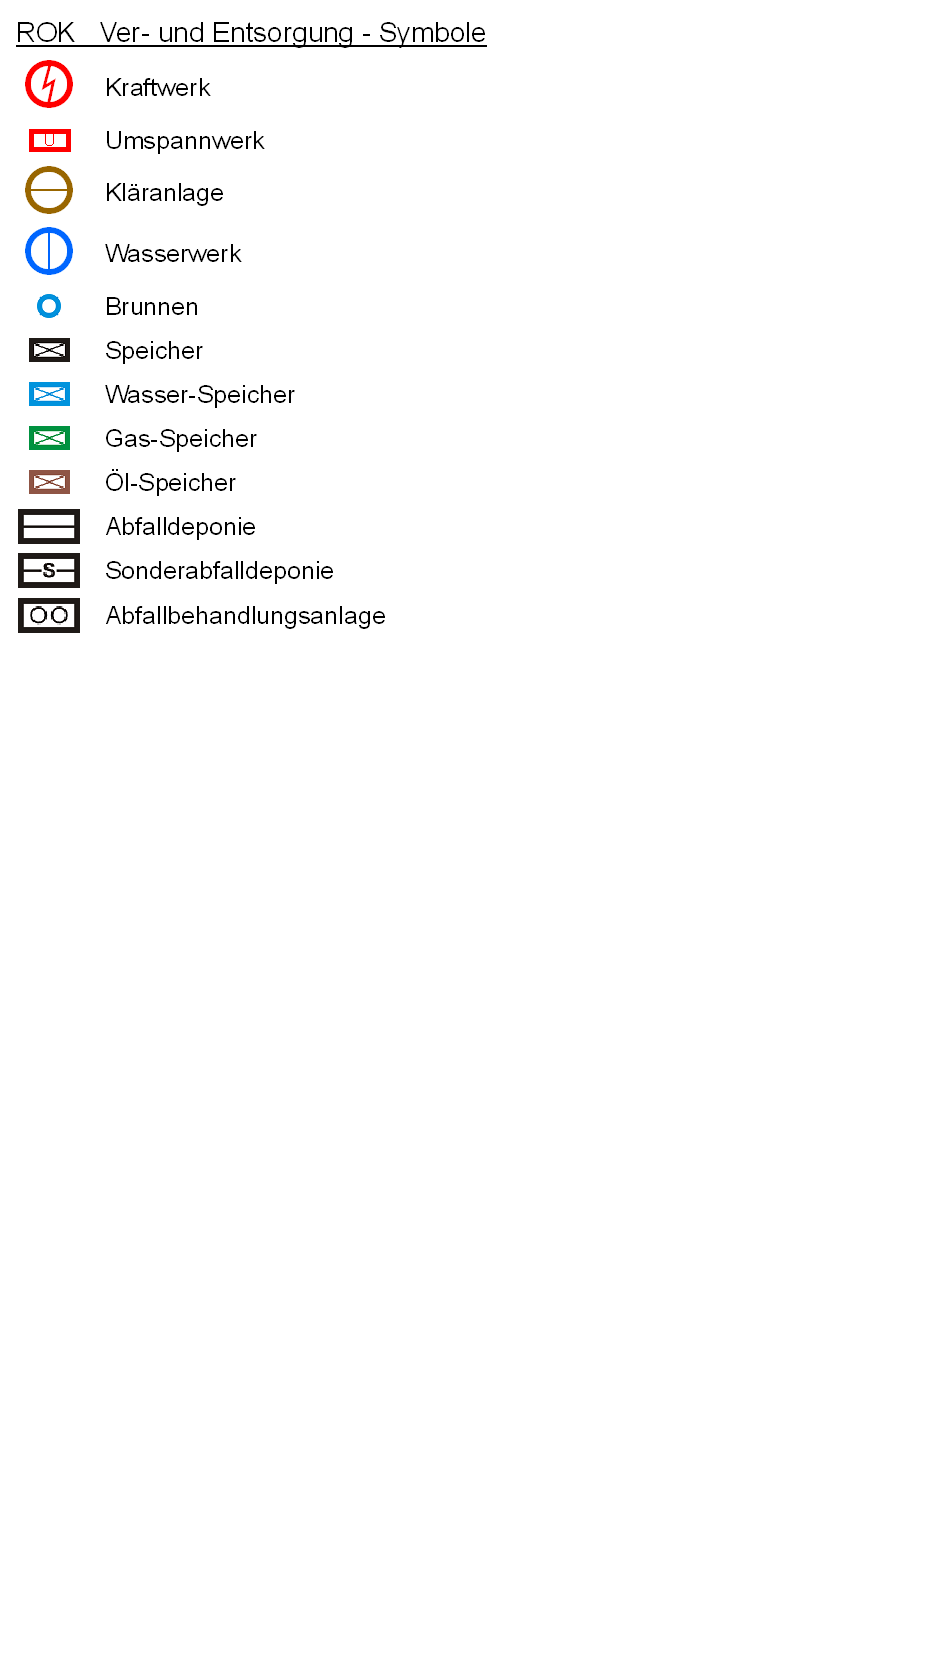 ROK Ver- und Entsorgung - Symbole
Kraftwerk
U Umspannwerk
Kläranlage
Wasserwerk
Brunnen
Speicher
Wasser-Speicher
Gas-Speicher
Öl-Speicher
Abfalldeponie
S Sonderabfalldeponie
Abfallbehandlungsanlage